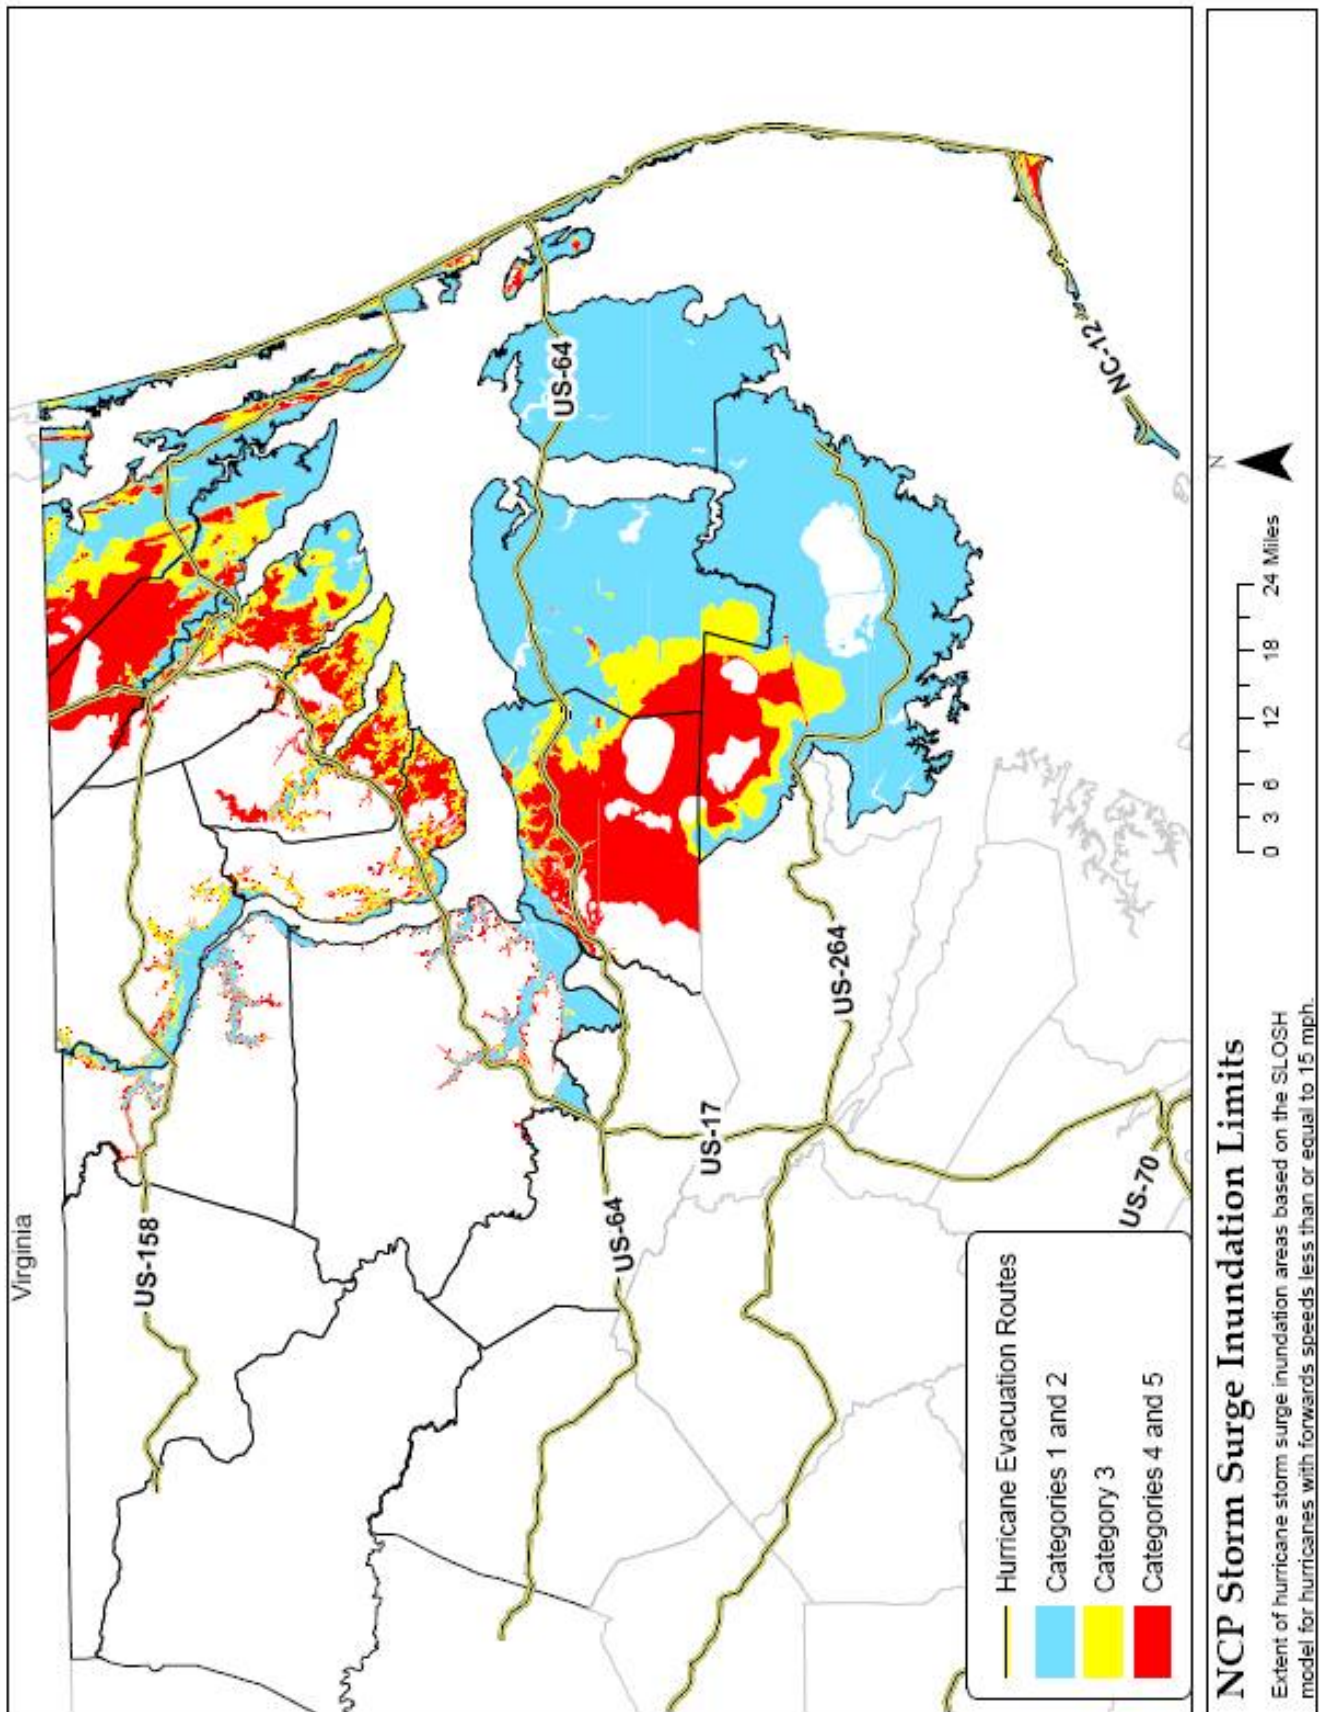 Virginia
US-158
US-64
US-64
US-17
US-264
US-70
NC-12
Hurricane Evacuation Routes
Categories 1 and 2
Category 3
Categories 4 and 5
NCP Storm Surge Inundation Limits
Extent of hurricane storm surge inundation areas based on the SLOSH
model for hurricanes with forwards speeds less than or equal to 15 mph.
0 3 6 12 18 24 Miles
N